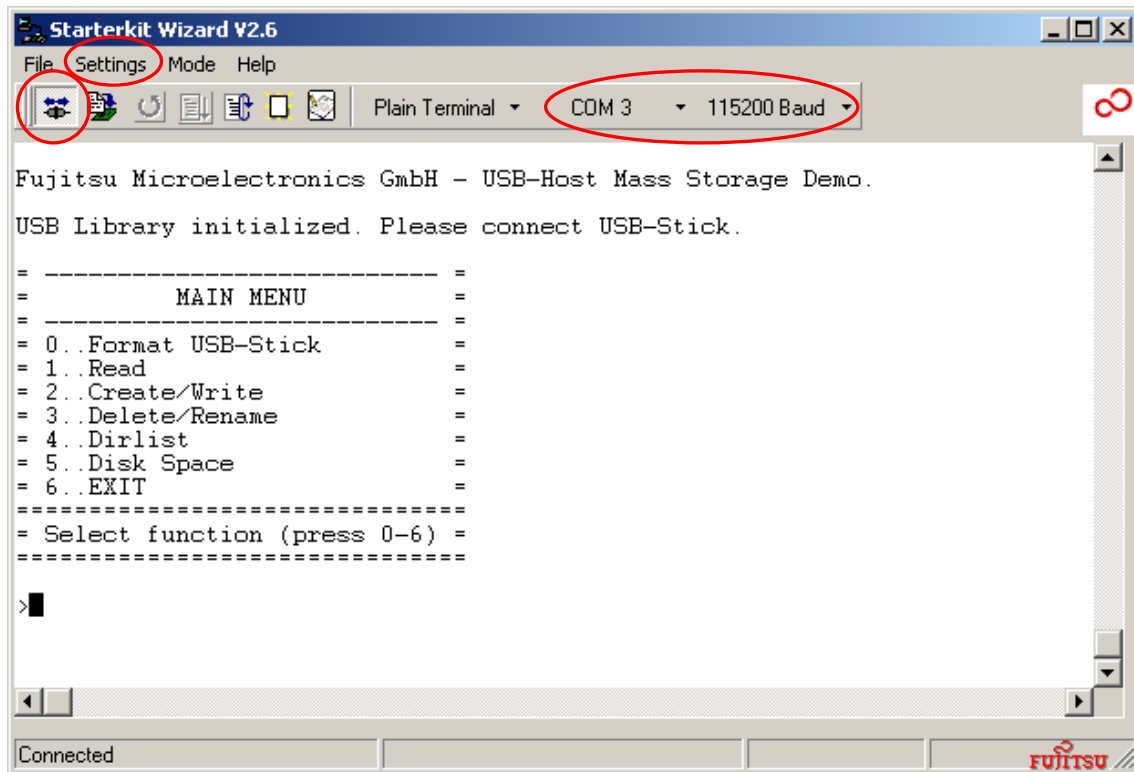 Starterkit Wizard V2.6
File Settings Mode Help
Plain Terminal COM 3 115200 Baud
Fujitsu Microelectronics GmbH - USB-Host Mass Storage Demo.
USB Library initialized. Please connect USB-Stick.
= --------------------------- =
= MAIN MENU =
= --------------------------- =
= 0..Format USB-Stick =
= 1..Read =
= 2..Create/Write =
= 3..Delete/Rename =
= 4..Dirlist =
= 5..Disk Space =
= 6..EXIT =
===============================
= Select function (press 0-6) =
===============================
>
Connected
FUJITSU